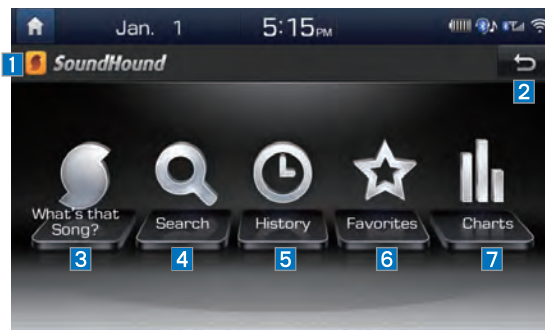 Jan. 1 5:15PM
1 SoundHound
2
What's that Song?
Search
History
Favorites
Charts
3 4 5 6 7